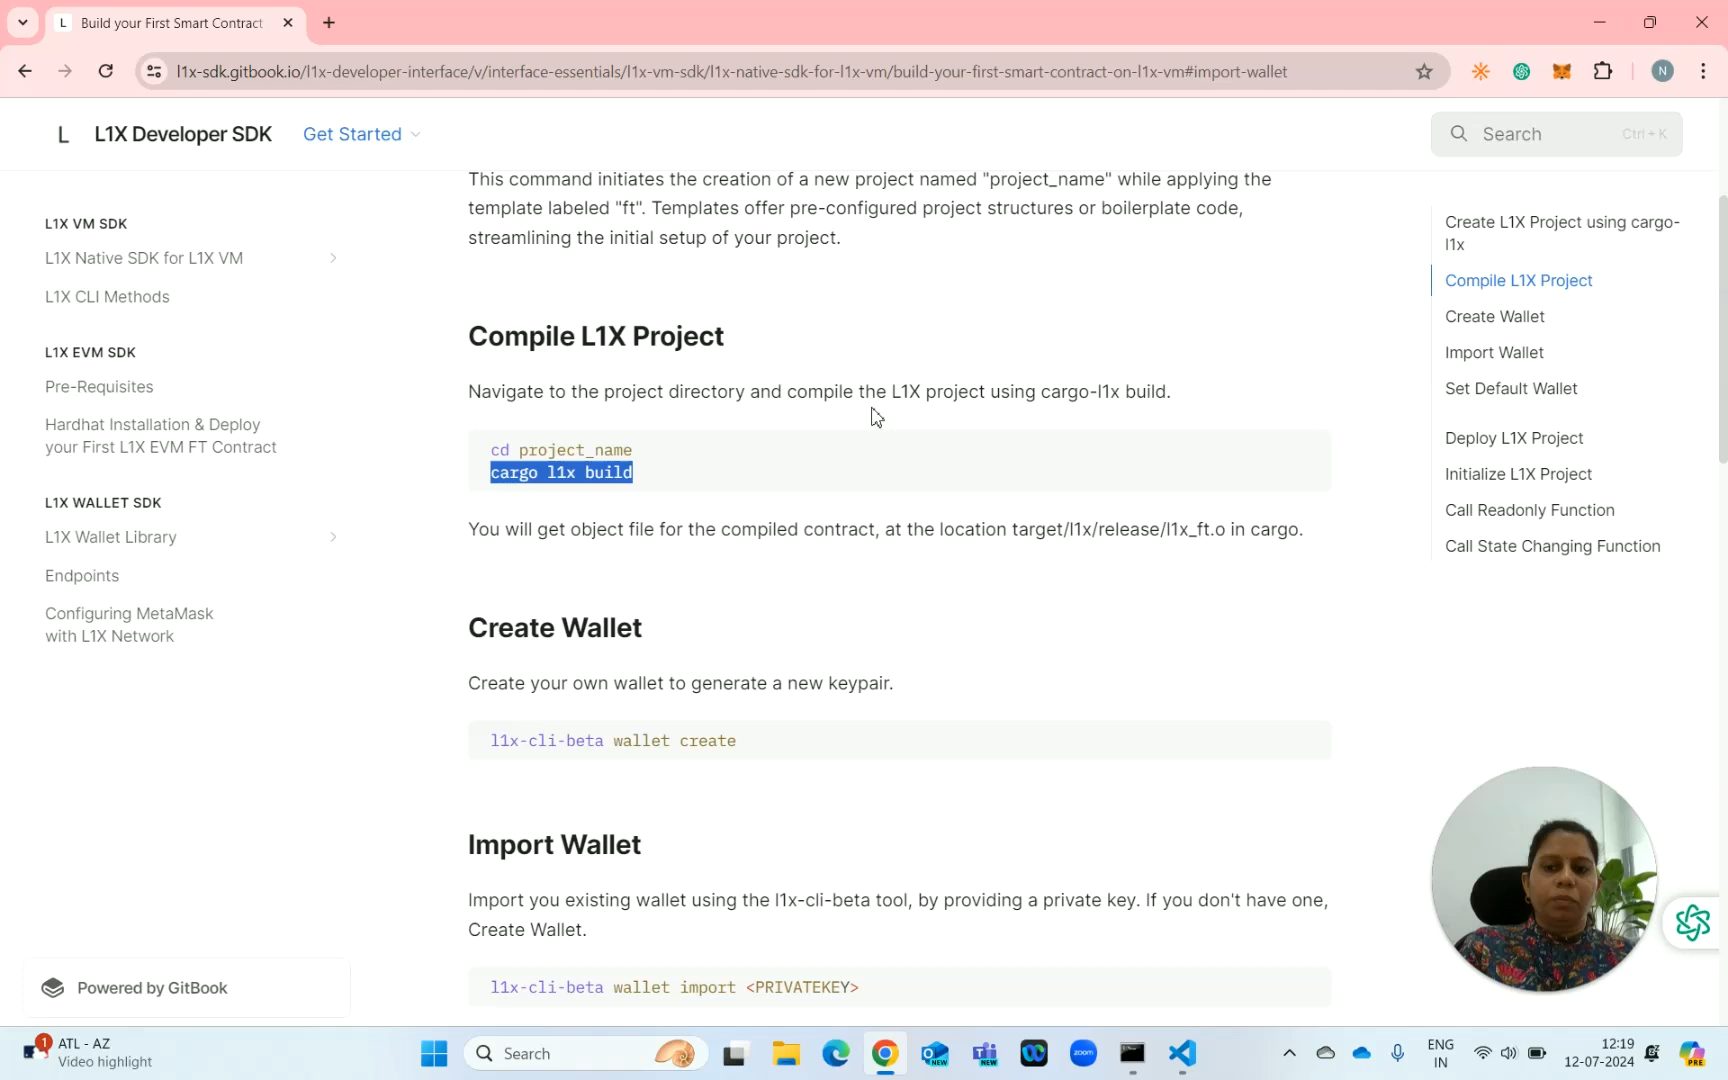 L
Build your First Smart Contract
l1x-sdk.gitbook.io/l1x-developer-interface/v/interface-essentials/l1x-vm-sdk/l1x-native-sdk-for-l1x-vm/build-your-first-smart-contract-on-l1x-vm#import-wallet
N
L
L1X Developer SDK
Get Started
Search
Ctrl + K
L1X VM SDK
L1X Native SDK for L1X VM
L1X CLI Methods
L1X EVM SDK
Pre-Requisites
Hardhat Installation & Deploy
your First L1X EVM FT Contract
L1X WALLET SDK
L1X Wallet Library
Endpoints
Configuring MetaMask
with L1X Network
Powered by GitBook
This command initiates the creation of a new project named "project_name" while applying the
template labeled "ft". Templates offer pre-configured project structures or boilerplate code,
streamlining the initial setup of your project.
Compile L1X Project
Navigate to the project directory and compile the L1X project using cargo-l1x build.
cd project_name
cargo l1x build
You will get object file for the compiled contract, at the location target/l1x/release/l1x_ft.o in cargo.
Create Wallet
Create your own wallet to generate a new keypair.
l1x-cli-beta wallet create
Import Wallet
Import you existing wallet using the l1x-cli-beta tool, by providing a private key. If you don't have one,
Create Wallet.
l1x-cli-beta wallet import <PRIVATEKEY>
Create L1X Project using cargo-
l1x
Compile L1X Project
Create Wallet
Import Wallet
Set Default Wallet
Deploy L1X Project
Initialize L1X Project
Call Readonly Function
Call State Changing Function
1
ATL - AZ
Video highlight
Search
NEW
NEW
zoom
ENG
IN
12:19
12-07-2024
PRE